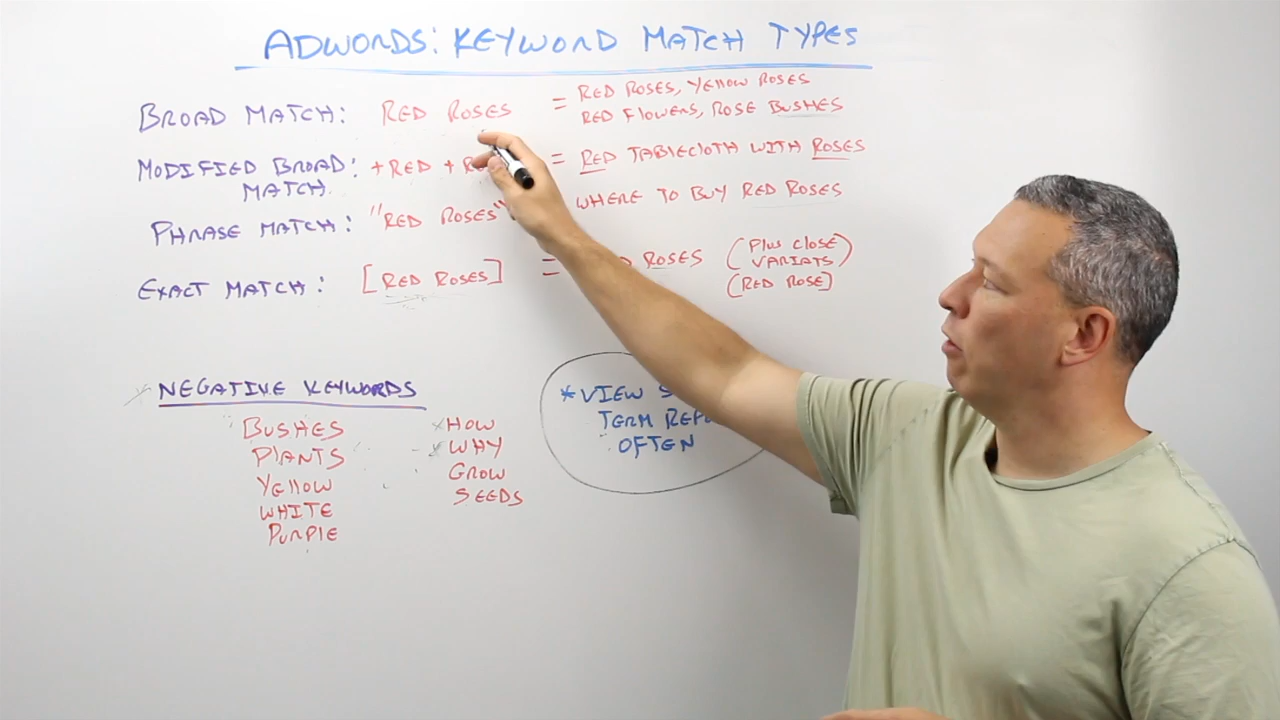 ADWORDS: KEYWORD MATCH TYPES
BROAD MATCH: RED ROSES = RED ROSES, YELLOW ROSES
RED FLOWERS, ROSE BUSHES
MODIFIED BROAD: +RED + = RED TABLECLOTH WITH ROSES
MATCH.
PHRASE MATCH: "RED ROSES" WHERE TO BUY RED ROSES
EXACT MATCH: [RED ROSES] = ROSES (PLUS CLOSE
VARIATS)
[RED ROSE]
NEGATIVE KEYWORDS
BUSHES
PLANTS
YELLOW
WHITE
PURPLE
HOW
WHY
GROW
SEEDS
*VIEW
TERM
OFTEN